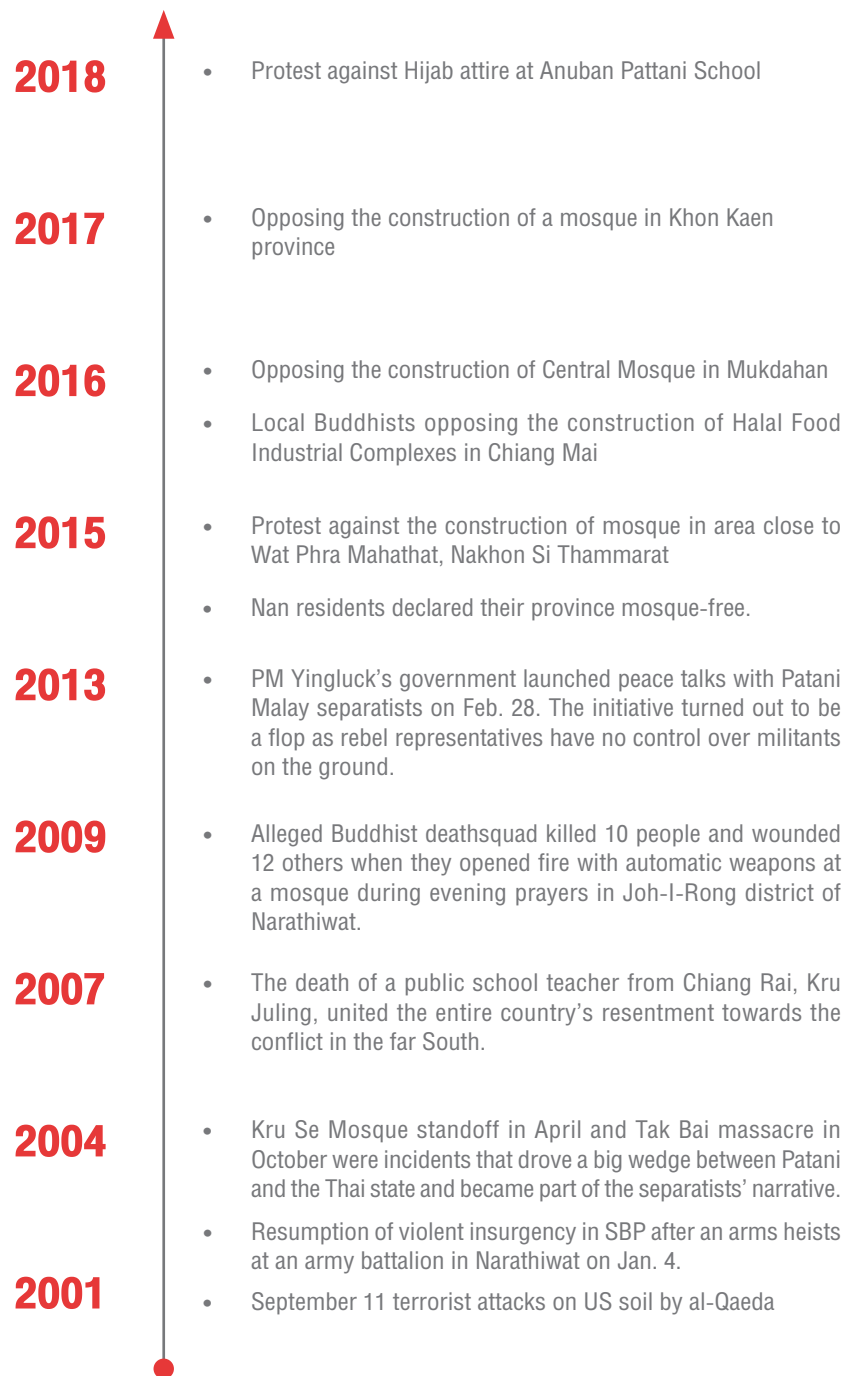 2018
• Protest against Hijab attire at Anuban Pattani School
2017
• Opposing the construction of a mosque in Khon Kaen
province
2016
• Opposing the construction of Central Mosque in Mukdahan
• Local Buddhists opposing the construction of Halal Food
Industrial Complexes in Chiang Mai
2015
• Protest against the construction of mosque in area close to
Wat Phra Mahathat, Nakhon Si Thammarat
• Nan residents declared their province mosque-free.
2013
• PM Yingluck’s government launched peace talks with Patani
Malay separatists on Feb. 28. The initiative turned out to be
a flop as rebel representatives have no control over militants
on the ground.
2009
• Alleged Buddhist deathsquad killed 10 people and wounded
12 others when they opened fire with automatic weapons at
a mosque during evening prayers in Joh-I-Rong district of
Narathiwat.
2007
• The death of a public school teacher from Chiang Rai, Kru
Juling, united the entire country’s resentment towards the
conflict in the far South.
2004
• Kru Se Mosque standoff in April and Tak Bai massacre in
October were incidents that drove a big wedge between Patani
and the Thai state and became part of the separatists’ narrative.
• Resumption of violent insurgency in SBP after an arms heists
at an army battalion in Narathiwat on Jan. 4.
2001
• September 11 terrorist attacks on US soil by al-Qaeda